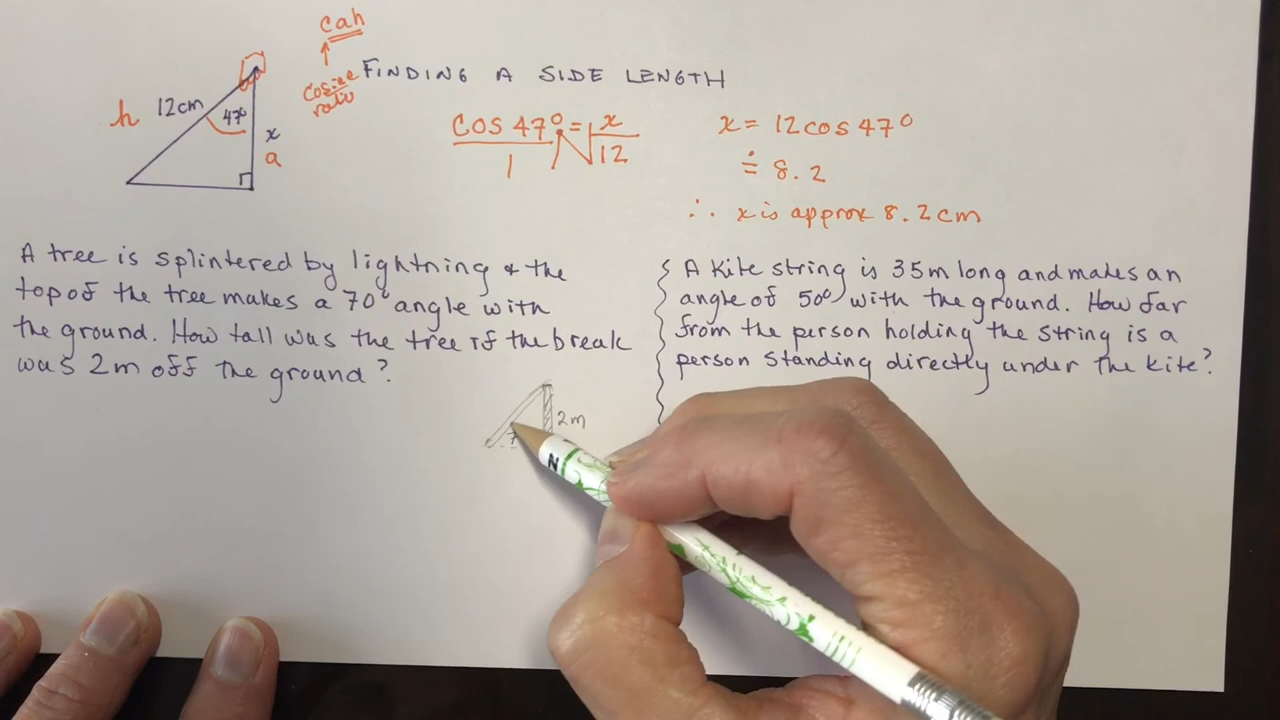 cah
cosine
ratio
FINDING A SIDE LENGTH
h
12cm
47°
x
a
cos 47° = x
1 12
x = 12 cos 47°
≐ 8.2
∴ x is approx 8.2cm
A tree is splintered by lightning & the
top of the tree makes a 70° angle with
the ground. How tall was the tree if the break
was 2m off the ground?
2m
7
A kite string is 35m long and makes an
angle of 50° with the ground. How far
from the person holding the string is a
person standing directly under the kite?
N